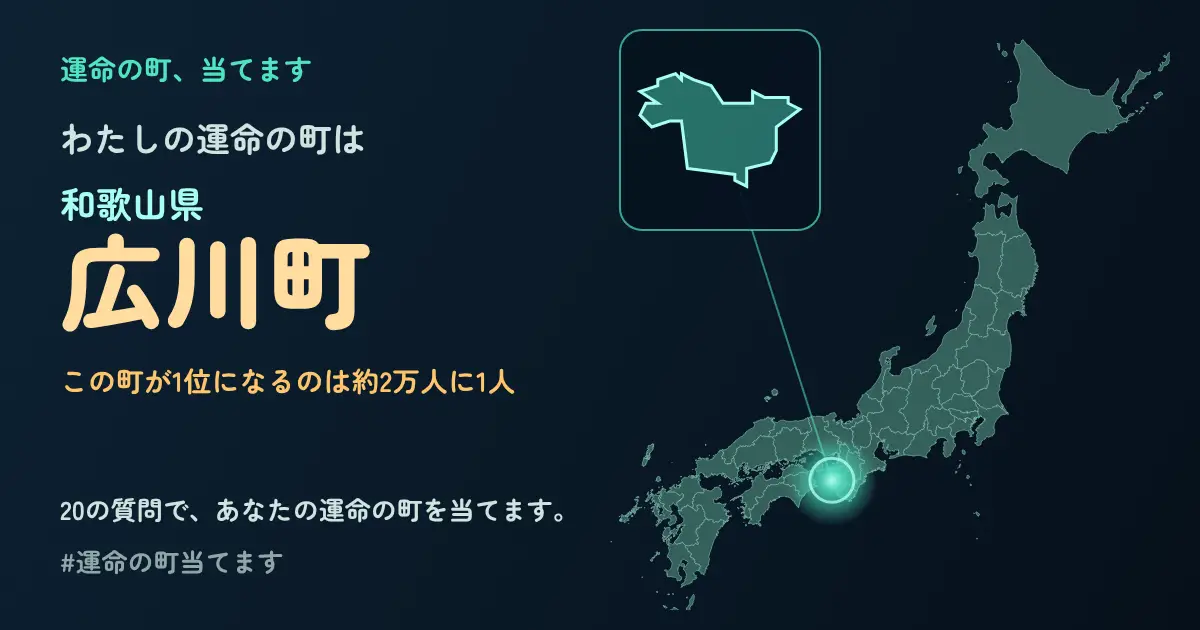 運命の町、当てます
わたしの運命の町は
和歌山県
広川町
この町が1位になるのは約2万人に1人
20の質問で、あなたの運命の町を当てます。
#運命の町当てます